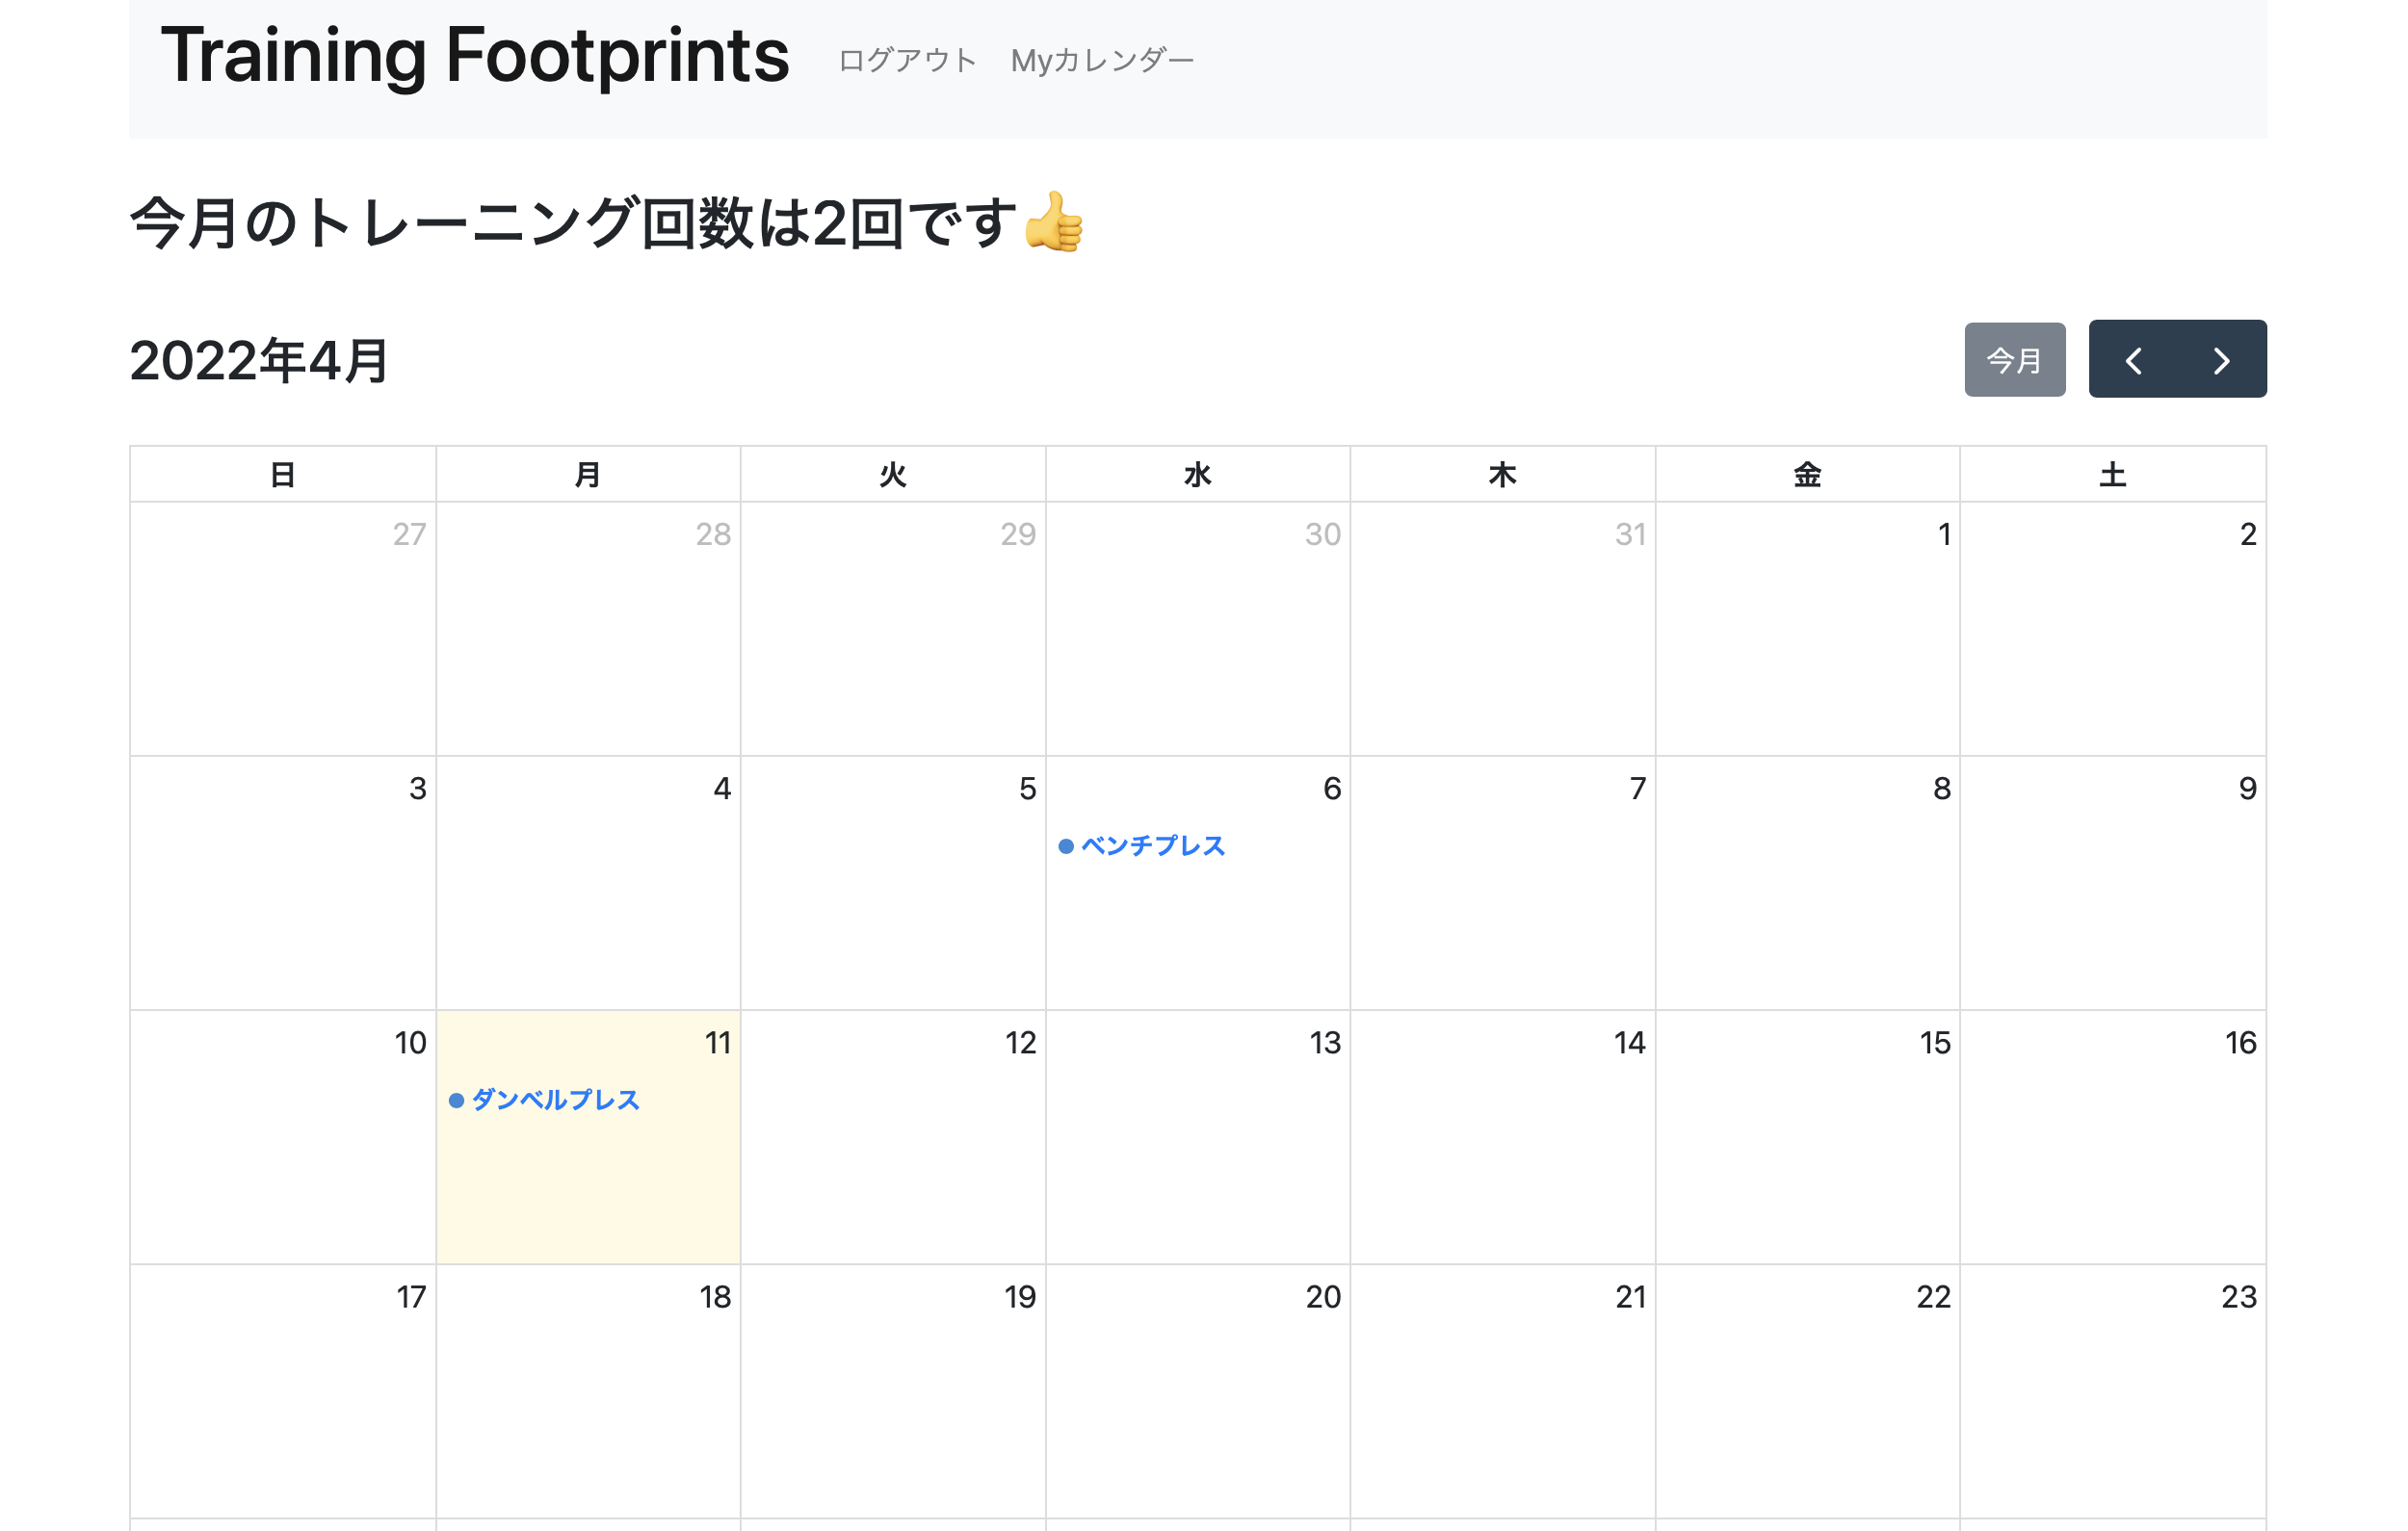 Training Footprints ログアウト Myカレンダー
今月のトレーニング回数は2回です👍
2022年4月 今月
日 月 火 水 木 金 土
27 28 29 30 31 1 2
3 4 5 6 7 8 9
ベンチプレス
10 11 12 13 14 15 16
ダンベルプレス
17 18 19 20 21 22 23